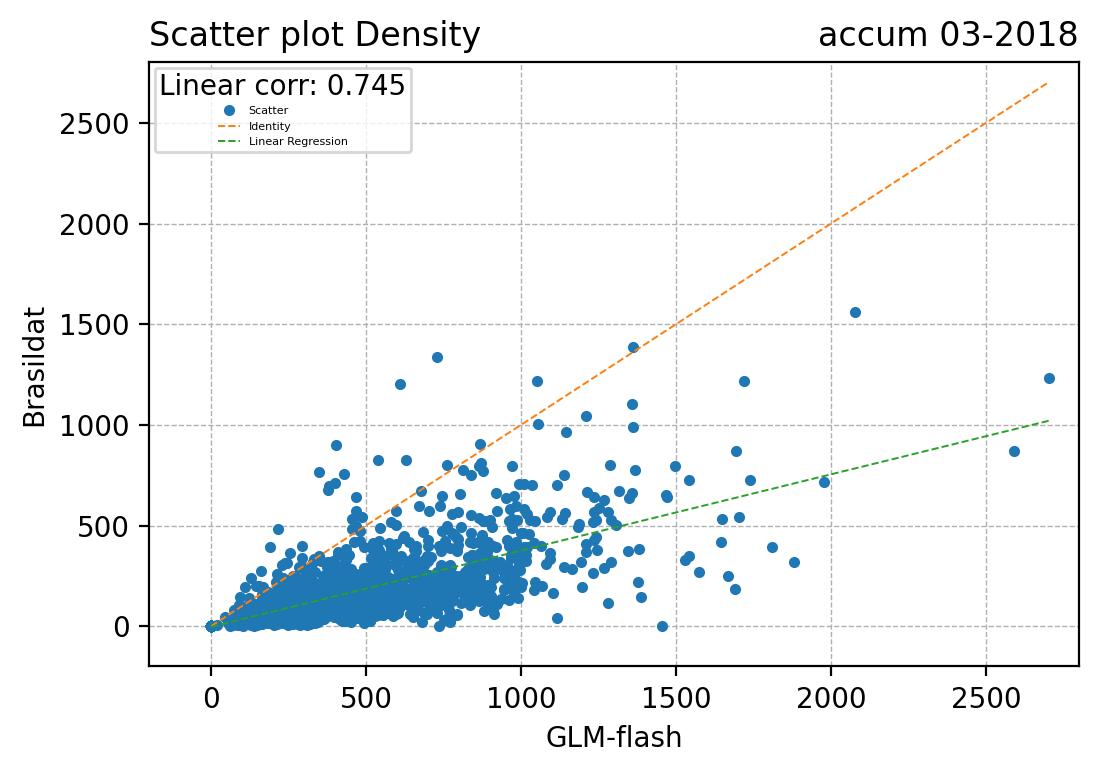 Scatter plot Density
accum 03-2018
Linear corr: 0.745
Scatter
Identity
Linear Regression
2500
2000
1500
1000
500
0
Brasildat
0 500 1000 1500 2000 2500
GLM-flash